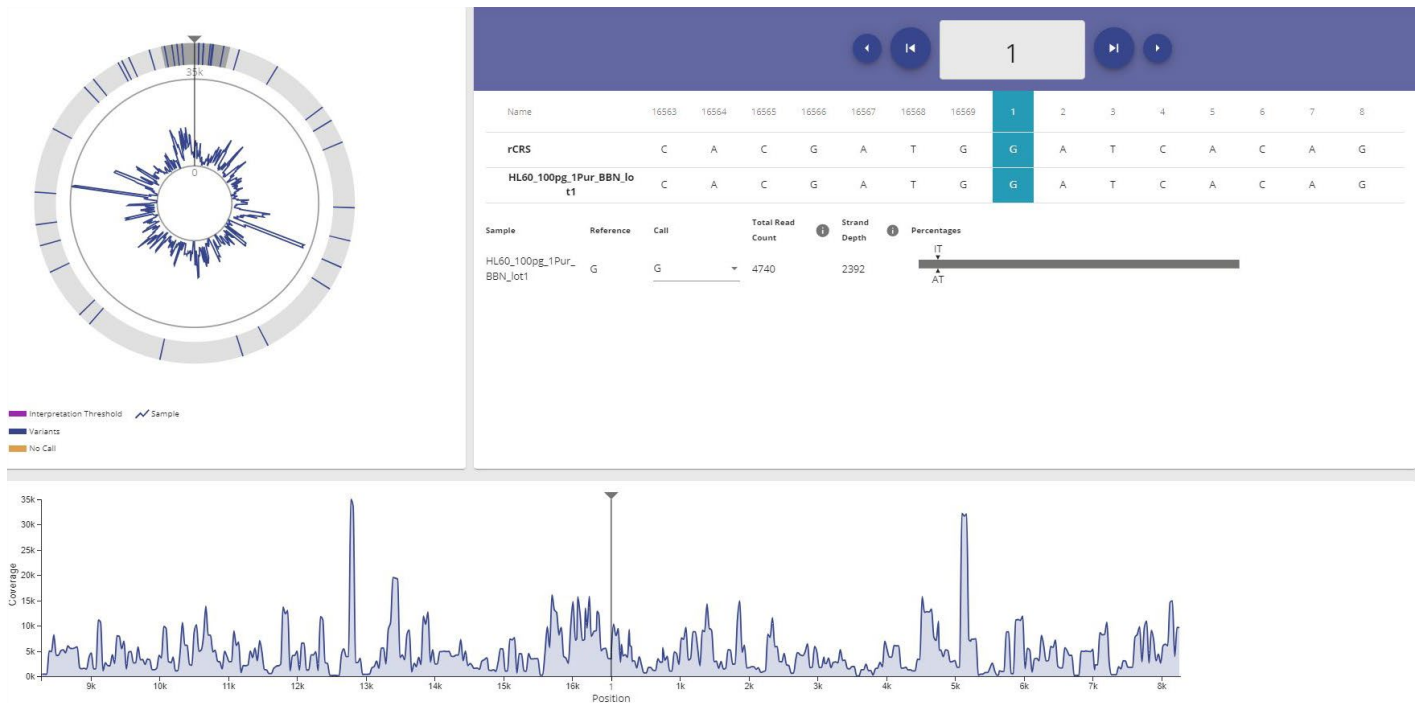 35k
0
Interpretation Threshold Sample
Variants
No Call
1
Name 16563 16564 16565 16566 16567 16568 16569 1 2 3 4 5 6 7 8
rCRS C A C G A T G G A T C A C A G
HL60_100pg_1Pur_BBN_lo
t1
C A C G A T G G A T C A C A G
Sample Reference Call Total Read
Count Strand
Depth Percentages
HL60_100pg_1Pur_
BBN_lot1
G G 4740 2392
IT
AT
Coverage
35k
30k
25k
20k
15k
10k
5k
0k
9k 10k 11k 12k 13k 14k 15k 16k 1 1k 2k 3k 4k 5k 6k 7k 8k
Position